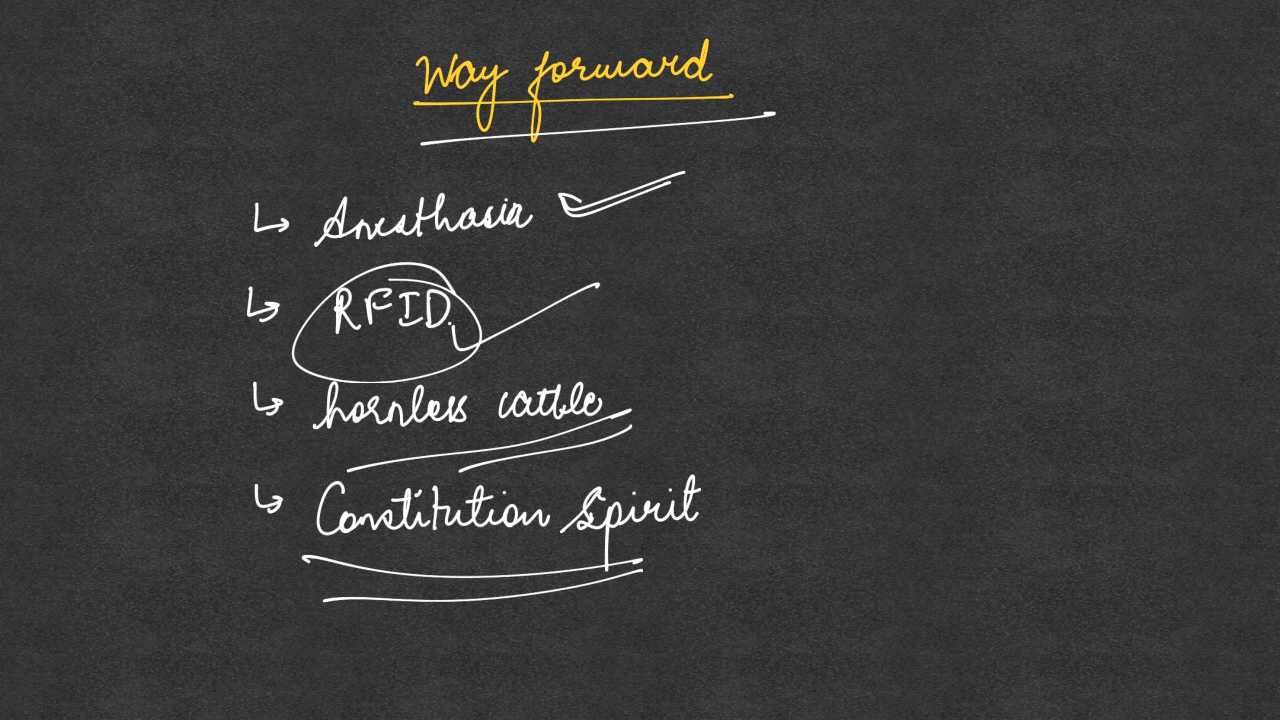 Way forward
↳ Anesthasia
↳ RFID
↳ hornless cattle
↳ Constitution Spirit